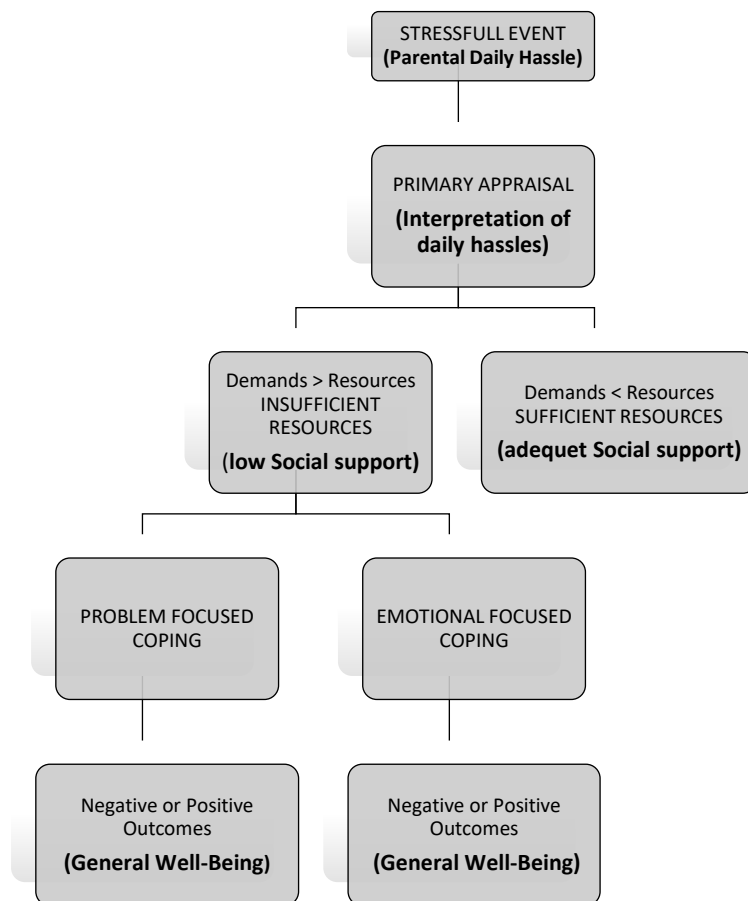 STRESSFULL EVENT
(Parental Daily Hassle)
PRIMARY APPRAISAL
(Interpretation of
daily hassles)
Demands > Resources
INSUFFICIENT
RESOURCES
(low Social support)
Demands < Resources
SUFFICIENT RESOURCES
(adequet Social support)
PROBLEM FOCUSED
COPING
EMOTIONAL FOCUSED
COPING
Negative or Positive
Outcomes
(General Well-Being)
Negative or Positive
Outcomes
(General Well-Being)